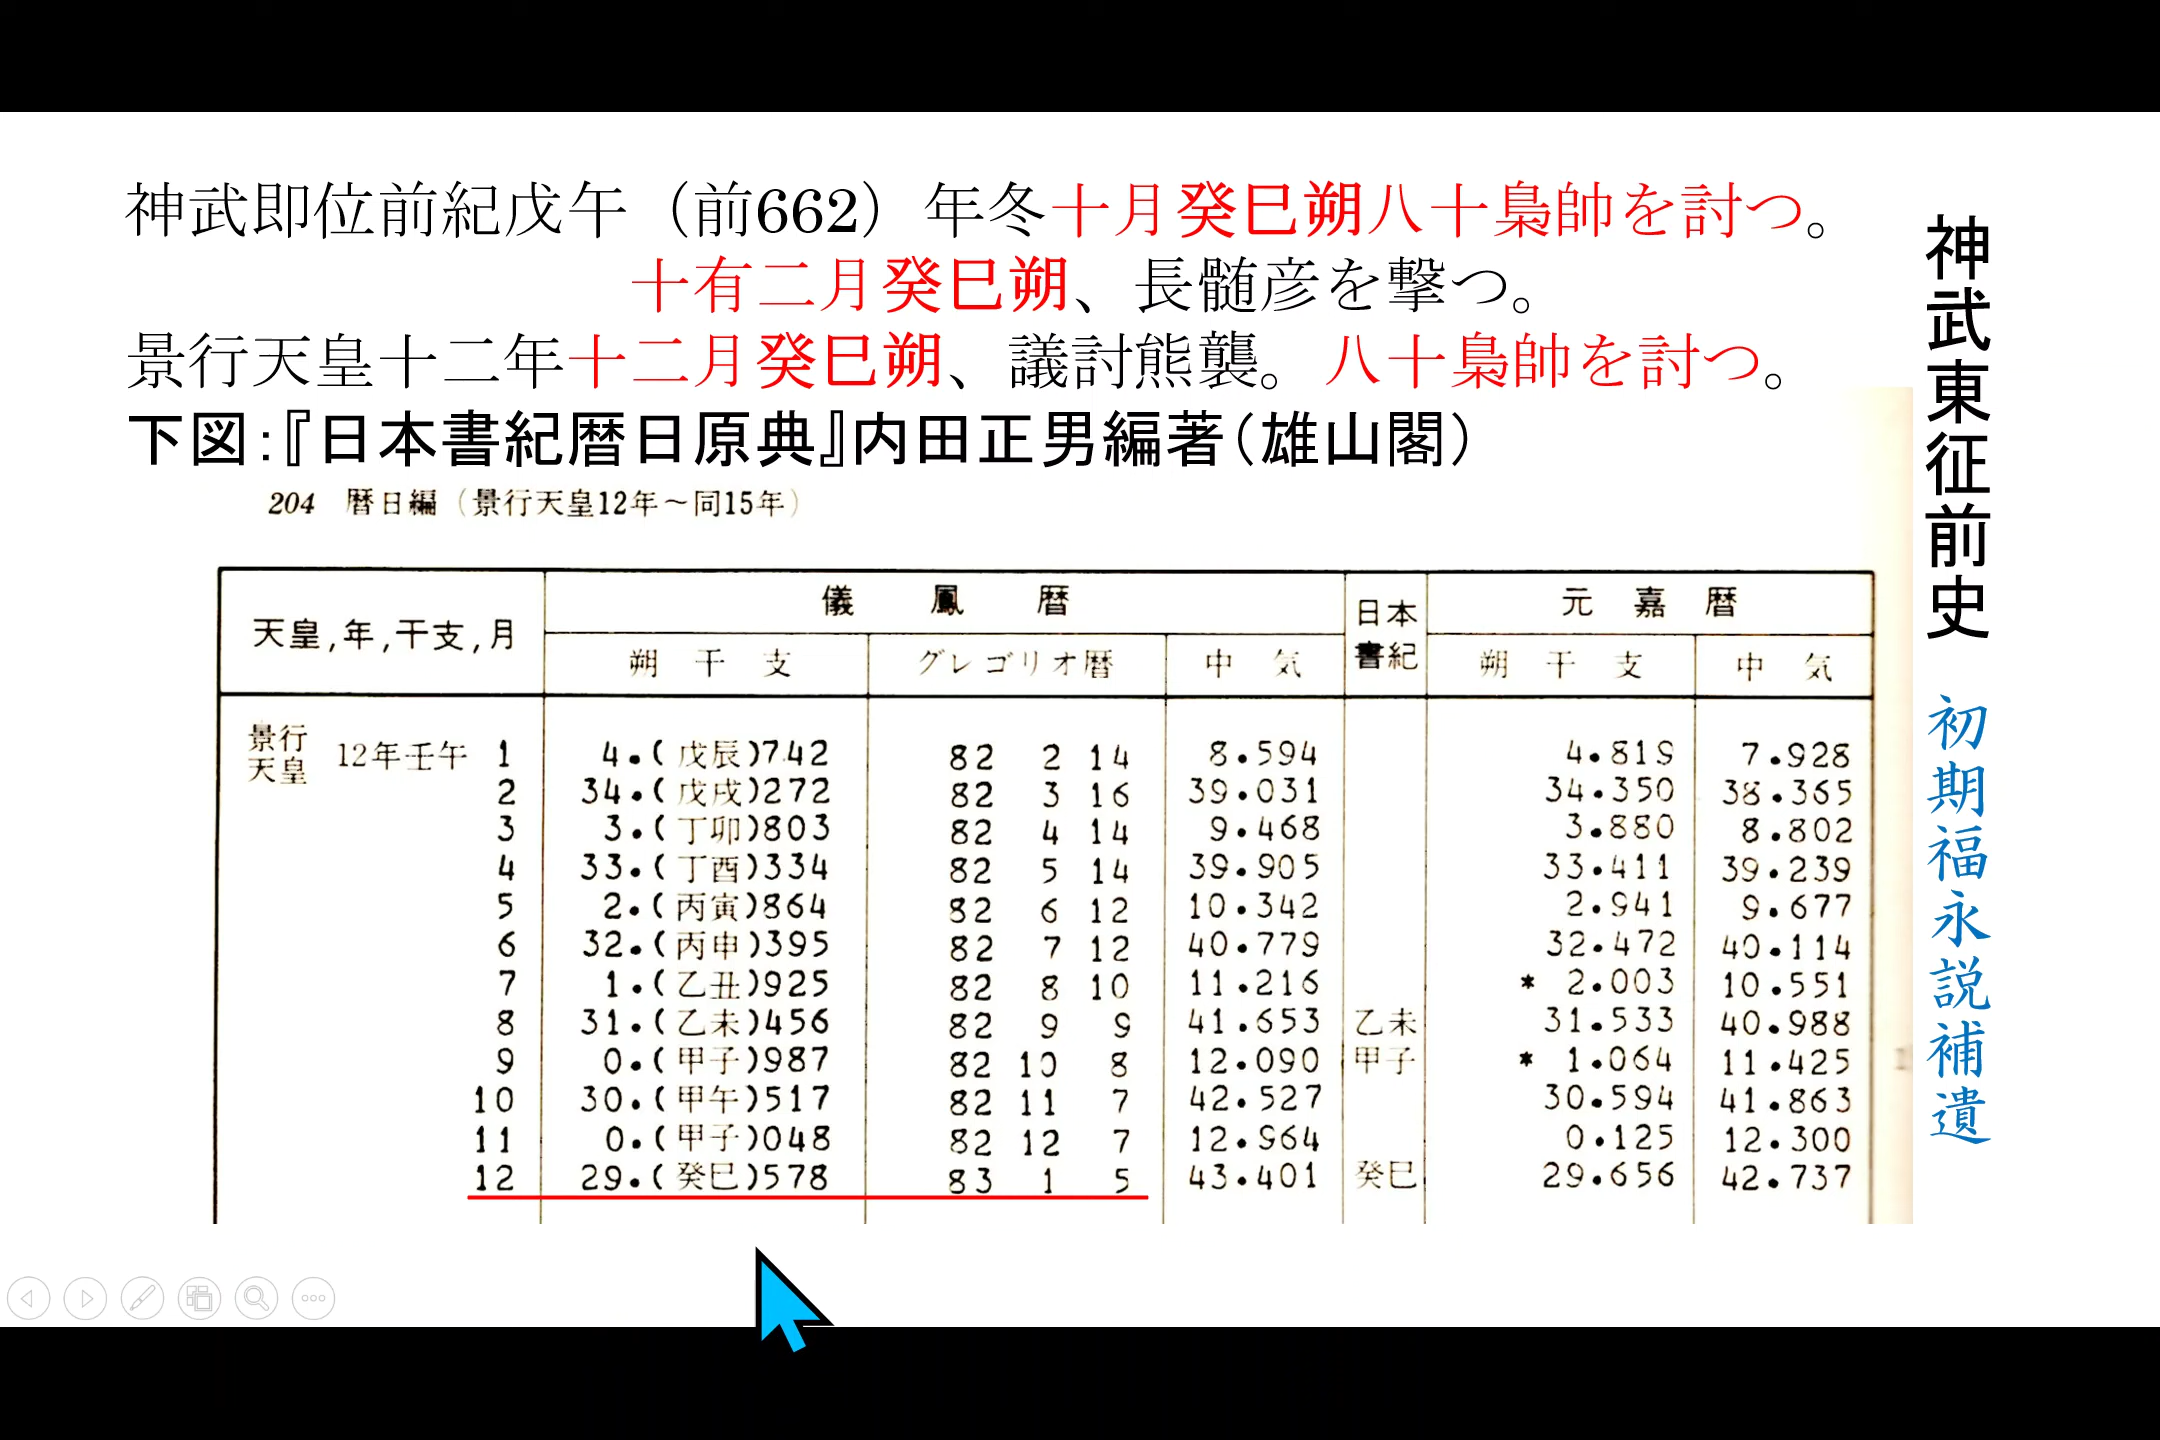 神武即位前紀戊午（前662）年冬十月癸巳朔八十梟帥を討つ。
十有二月癸巳朔、長髄彦を撃つ。
景行天皇十二年十二月癸巳朔、議討熊襲。八十梟帥を討つ。
下図：『日本書紀暦日原典』内田正男編著（雄山閣）
神武東征前史 初期福永説補遺
204 暦日編（景行天皇12年～同15年）
天皇,年,干支,月 儀鳳暦 日本書紀 元嘉暦
朔干支 グレゴリオ暦 中気 朔干支 中気
景行天皇 12年壬午 1 4.(戊辰)742 82 2 14 8.594 4.819 7.928
2 34.(戊戌)272 82 3 16 39.031 34.350 38.365
3 3.(丁卯)803 82 4 14 9.468 3.880 8.802
4 33.(丁酉)334 82 5 14 39.905 33.411 39.239
5 2.(丙寅)864 82 6 12 10.342 2.941 9.677
6 32.(丙申)395 82 7 12 40.779 32.472 40.114
7 1.(乙丑)925 82 8 10 11.216 * 2.003 10.551
8 31.(乙未)456 82 9 9 41.653 乙未 31.533 40.988
9 0.(甲子)987 82 10 8 12.090 甲子 * 1.064 11.425
10 30.(甲午)517 82 11 7 42.527 30.594 41.863
11 0.(甲子)048 82 12 7 12.964 0.125 12.300
12 29.(癸巳)578 83 1 5 43.401 癸巳 29.656 42.737